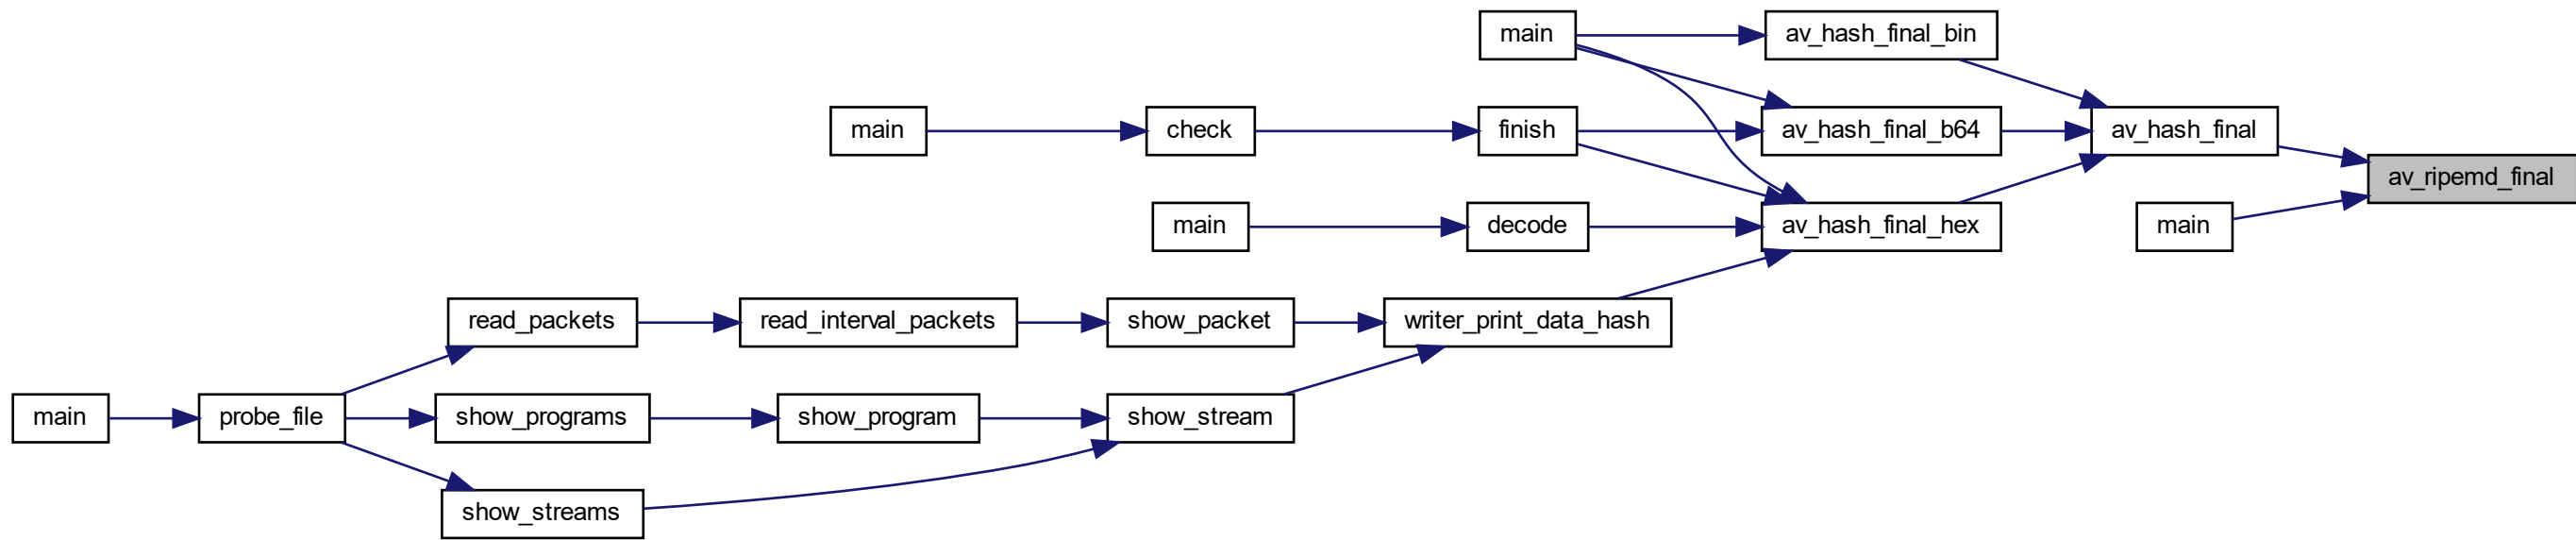 main
av_hash_final_bin
main
check
finish
av_hash_final_b64
av_hash_final
av_ripemd_final
main
decode
av_hash_final_hex
main
read_packets
read_interval_packets
show_packet
writer_print_data_hash
main
probe_file
show_programs
show_program
show_stream
show_streams